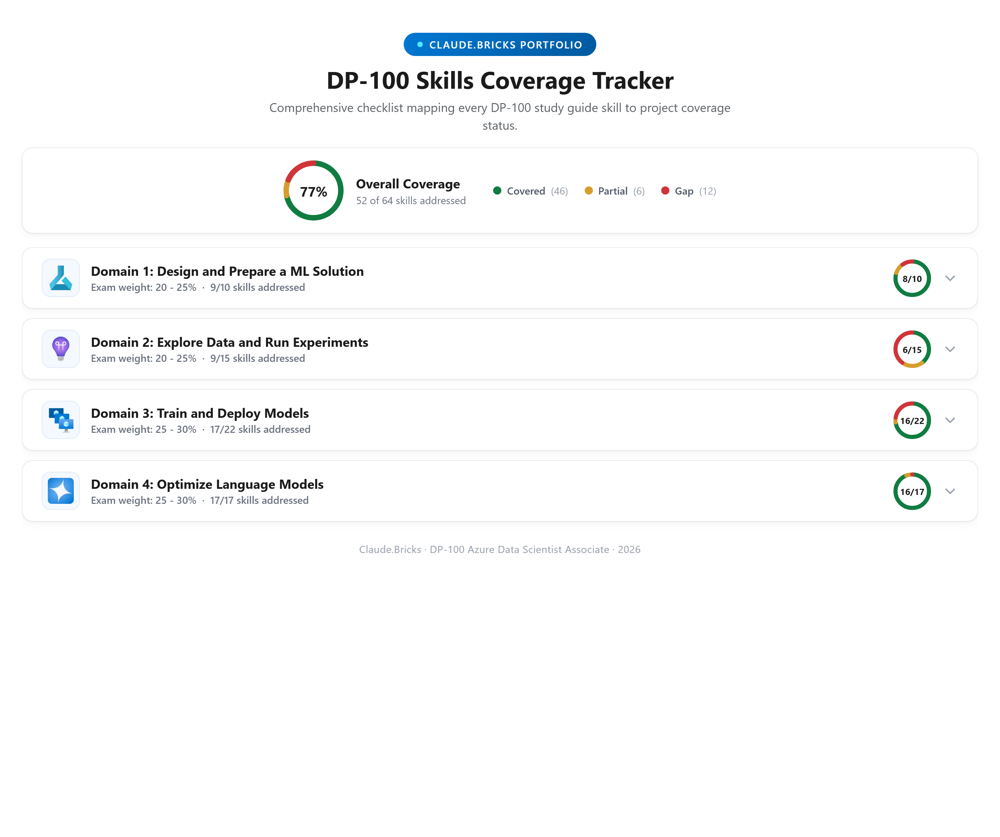 CLAUDE.BRICKS PORTFOLIO
DP-100 Skills Coverage Tracker
Comprehensive checklist mapping every DP-100 study guide skill to project coverage
status.
77%
Overall Coverage
52 of 64 skills addressed
Covered (46) Partial (6) Gap (12)
Domain 1: Design and Prepare a ML Solution
Exam weight: 20 - 25% · 9/10 skills addressed
8/10
Domain 2: Explore Data and Run Experiments
Exam weight: 20 - 25% · 9/15 skills addressed
6/15
Domain 3: Train and Deploy Models
Exam weight: 25 - 30% · 17/22 skills addressed
16/22
Domain 4: Optimize Language Models
Exam weight: 25 - 30% · 17/17 skills addressed
16/17
Claude.Bricks · DP-100 Azure Data Scientist Associate · 2026